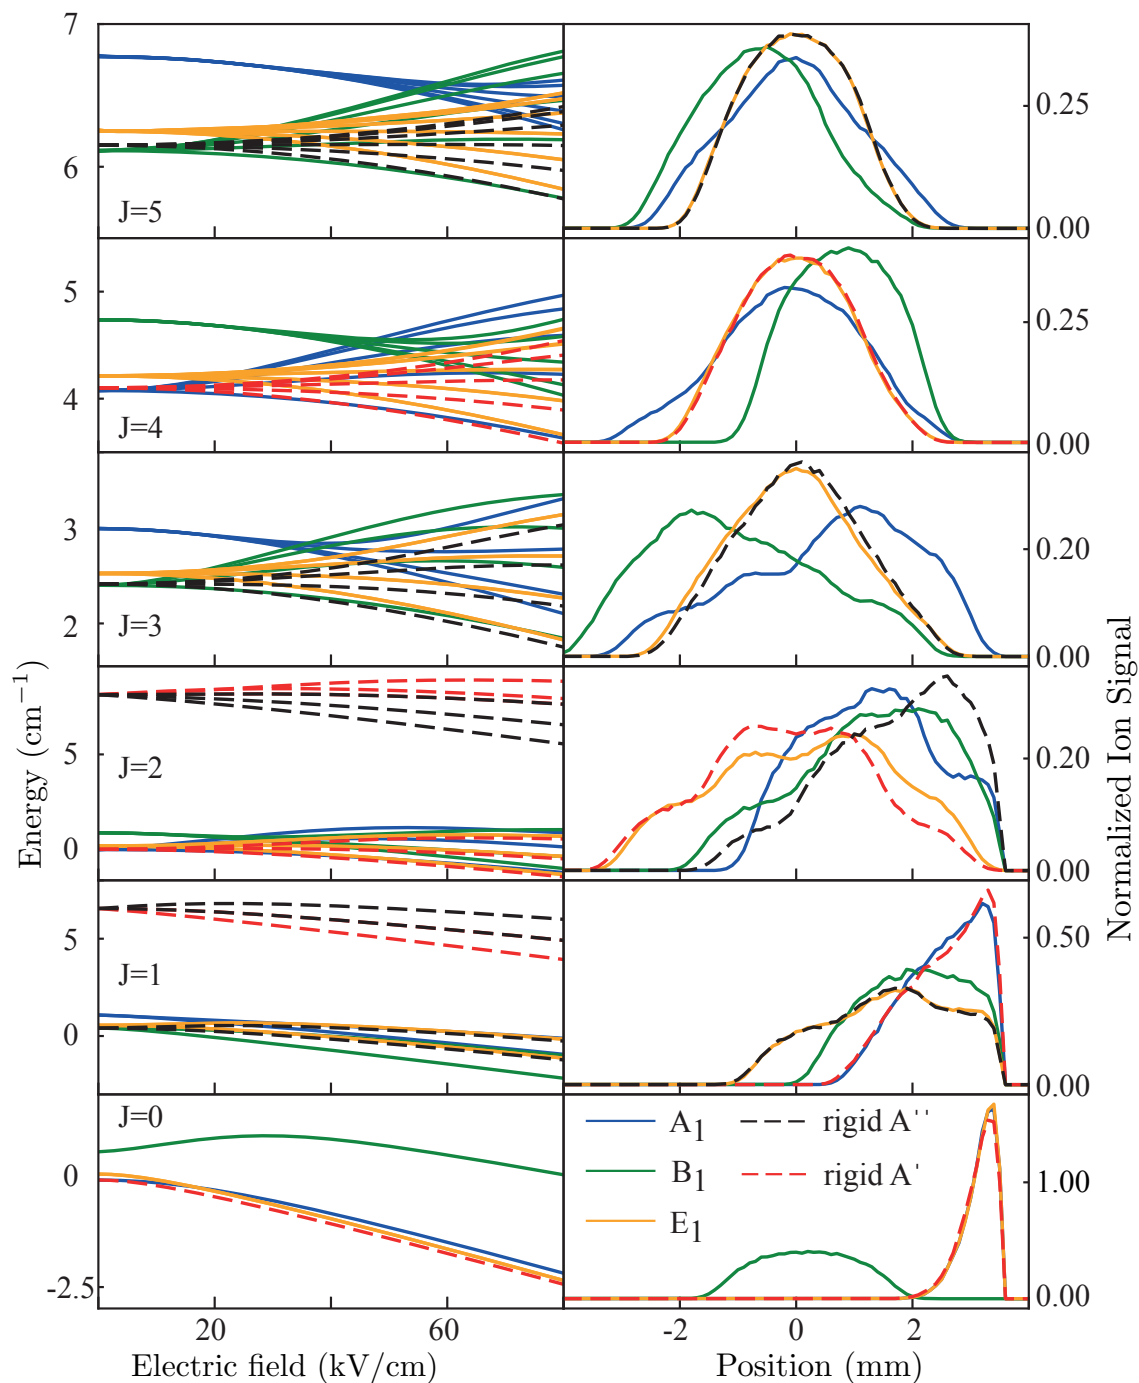 7
6
J=5
0.25
0.00
5
4
J=4
0.25
0.00
3
2
J=3
0.20
0.00
5
0
J=2
0.20
0.00
5
0
J=1
0.50
0.00
J=0
0
-2.5
A1
B1
E1
rigid A''
rigid A'
1.00
0.00
20
60
-2
0
2
Energy (cm−1)
Normalized Ion Signal
Electric field (kV/cm)
Position (mm)